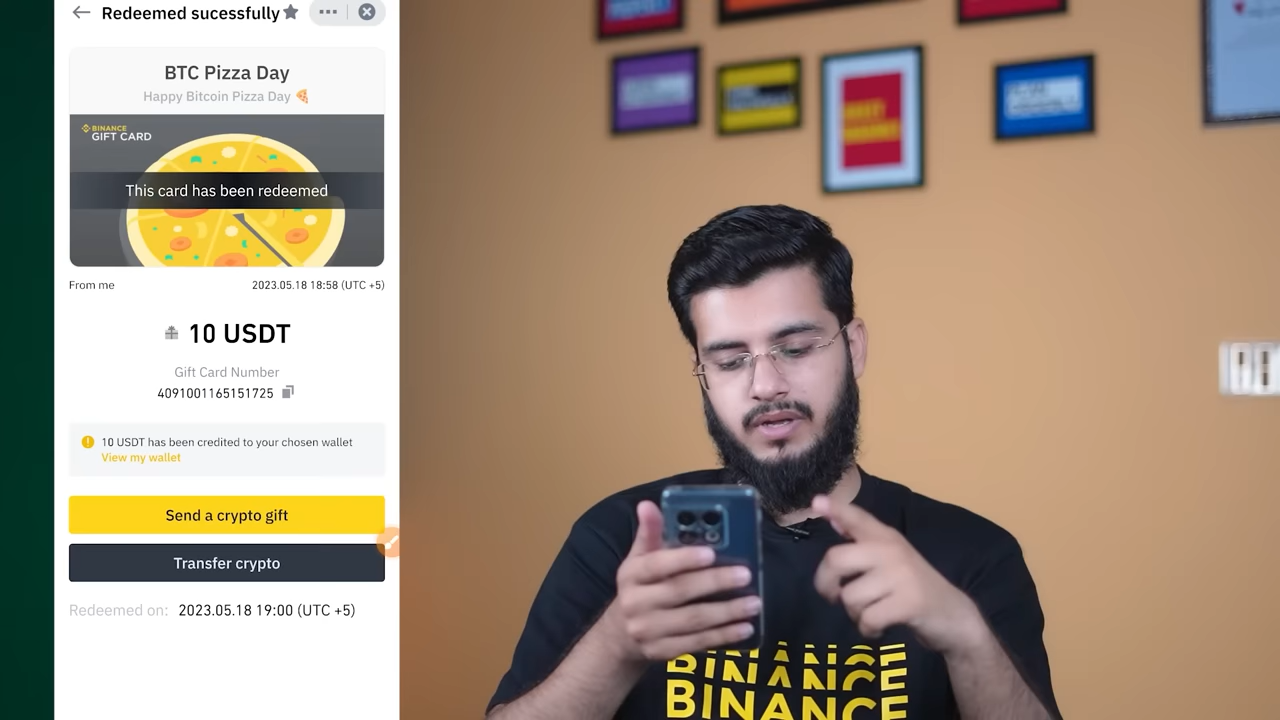 Redeemed sucessfully
BTC Pizza Day
Happy Bitcoin Pizza Day 🍕
BINANCE
GIFT CARD
This card has been redeemed
From me
2023.05.18 18:58 (UTC +5)
10 USDT
Gift Card Number
4091001165151725
10 USDT has been credited to your chosen wallet
View my wallet
Send a crypto gift
Transfer crypto
Redeemed on: 2023.05.18 19:00 (UTC +5)
BINANCE
BINANCE
BINANCE